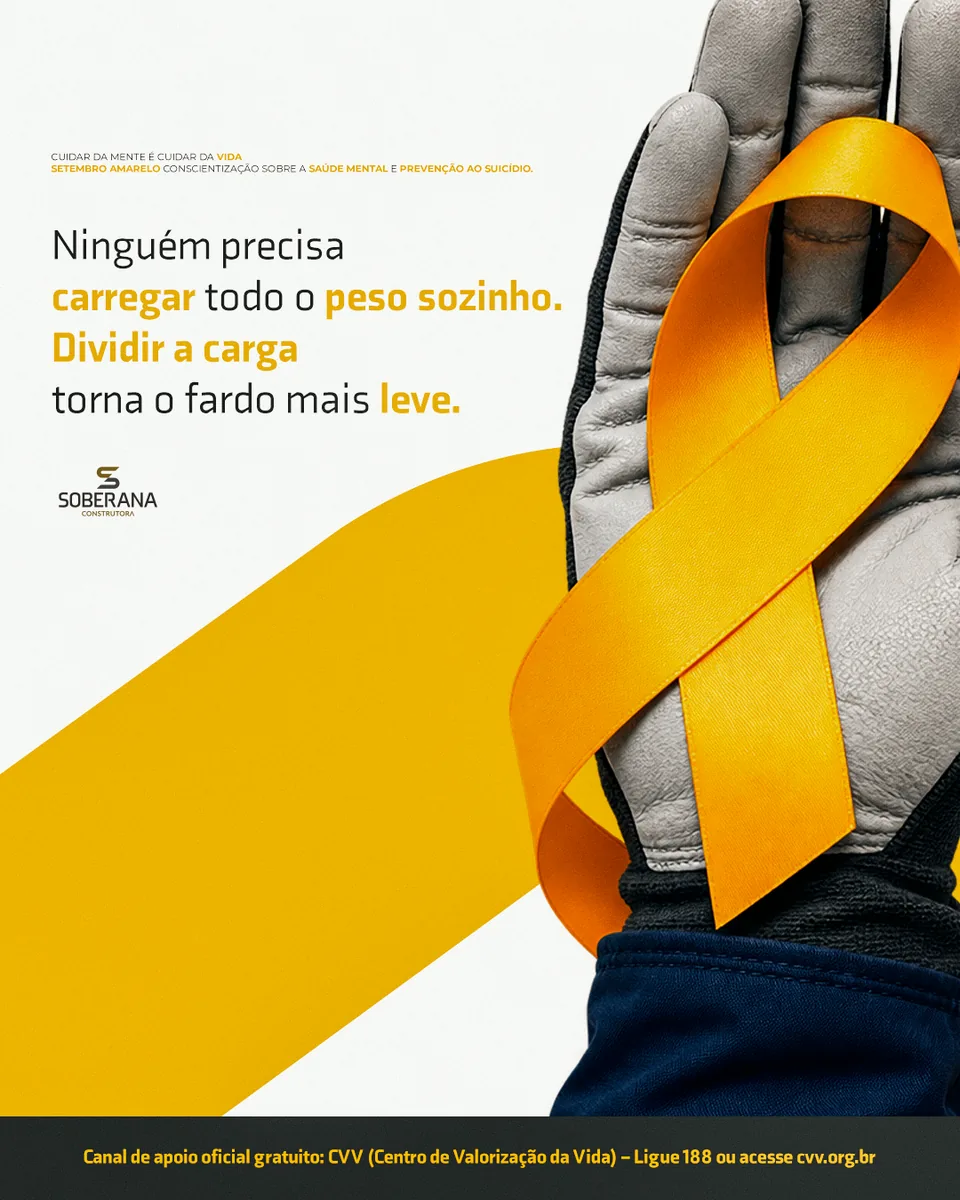 CUIDAR DA MENTE É CUIDAR DA VIDA
SETEMBRO AMARELO CONSCIENTIZAÇÃO SOBRE A SAÚDE MENTAL E PREVENÇÃO AO SUICÍDIO.
Ninguém precisa
carregar todo o peso sozinho.
Dividir a carga
torna o fardo mais leve.
SOBERANA
CONSTRUTORA
Canal de apoio oficial gratuito: CVV (Centro de Valorização da Vida) – Ligue 188 ou acesse cvv.org.br